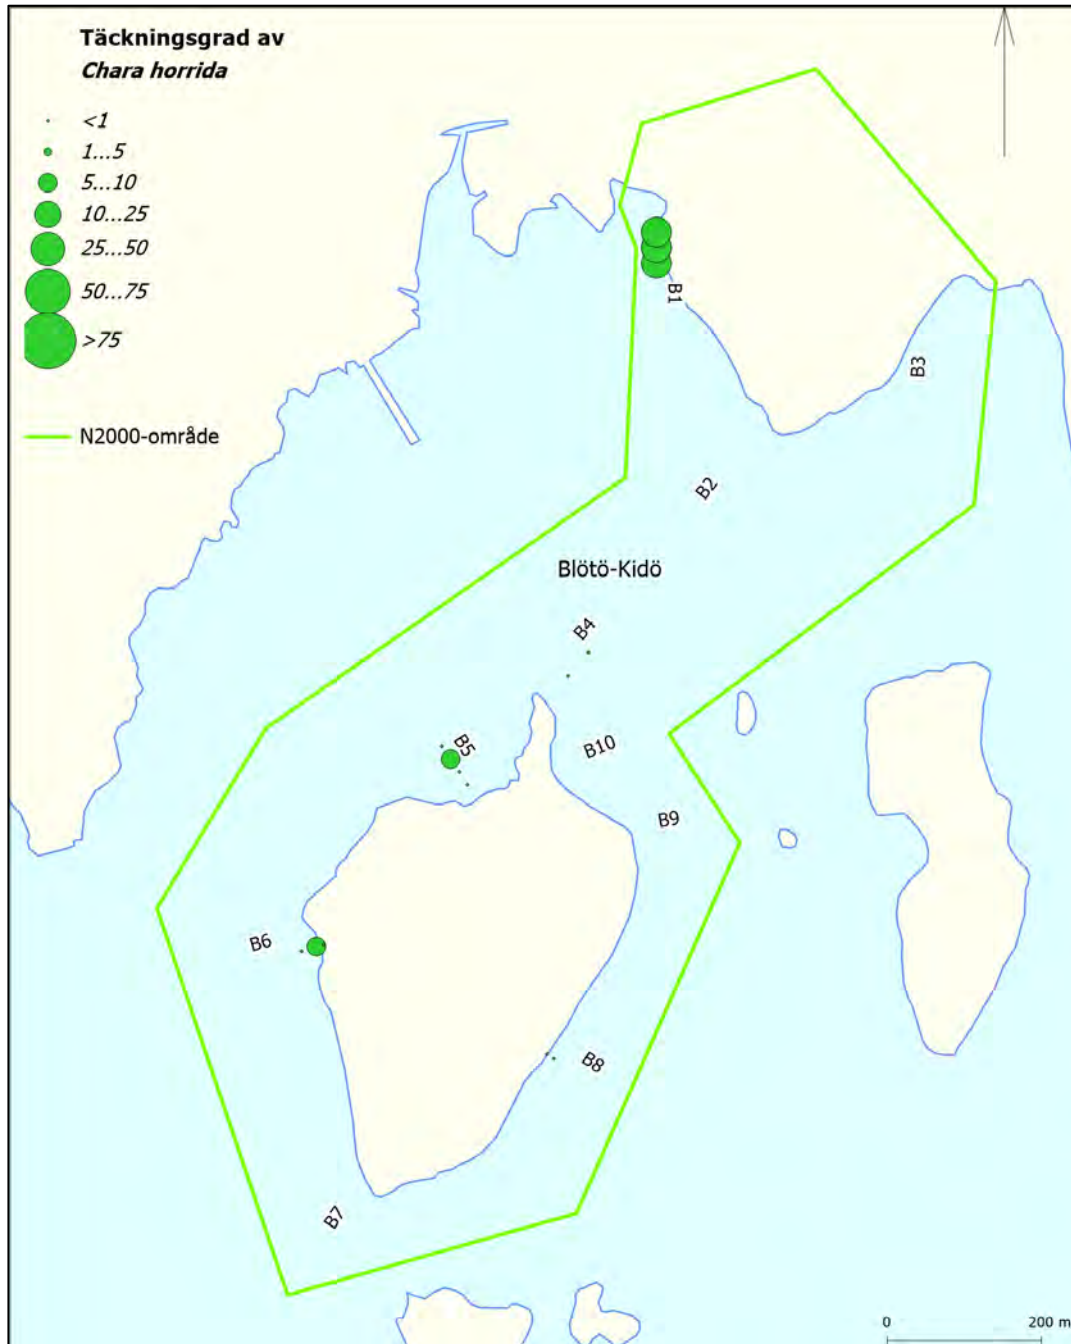 Täckningsgrad av
Chara horrida
<1
1...5
5...10
10...25
25...50
50...75
>75
N2000-område
B1
B3
B2
Blötö-Kidö
B4
B5
B10
B9
B6
B8
B7
0 200 m